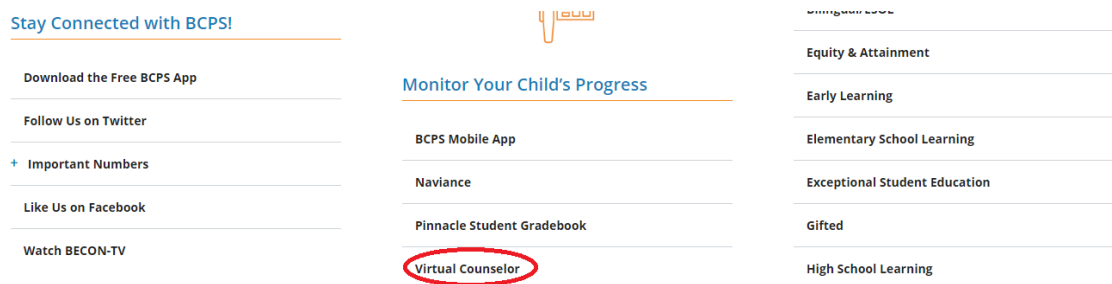 Stay Connected with BCPS!
Download the Free BCPS App
Follow Us on Twitter
+ Important Numbers
Like Us on Facebook
Watch BECON-TV
Monitor Your Child's Progress
BCPS Mobile App
Naviance
Pinnacle Student Gradebook
Virtual Counselor
Equity & Attainment
Early Learning
Elementary School Learning
Exceptional Student Education
Gifted
High School Learning